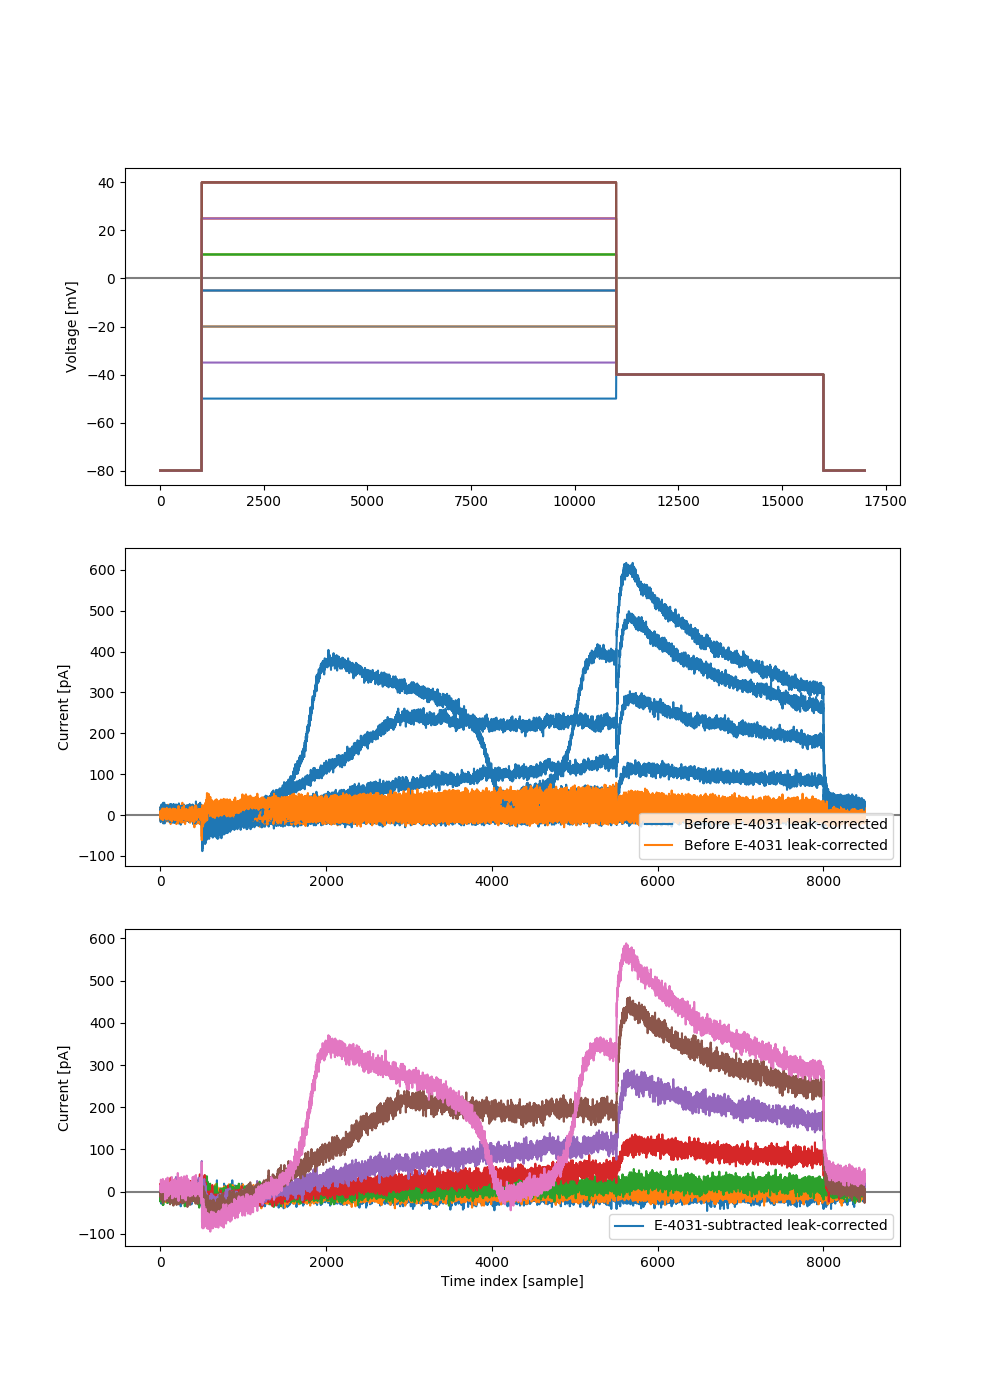 40
20
0
−20
−40
−60
−80
Voltage [mV]
0 2500 5000 7500 10000 12500 15000 17500
600
500
400
300
200
100
0
−100
Current [pA]
Before E-4031 leak-corrected
Before E-4031 leak-corrected
0 2000 4000 6000 8000
600
500
400
300
200
100
0
−100
Current [pA]
E-4031-subtracted leak-corrected
0 2000 4000 6000 8000
Time index [sample]